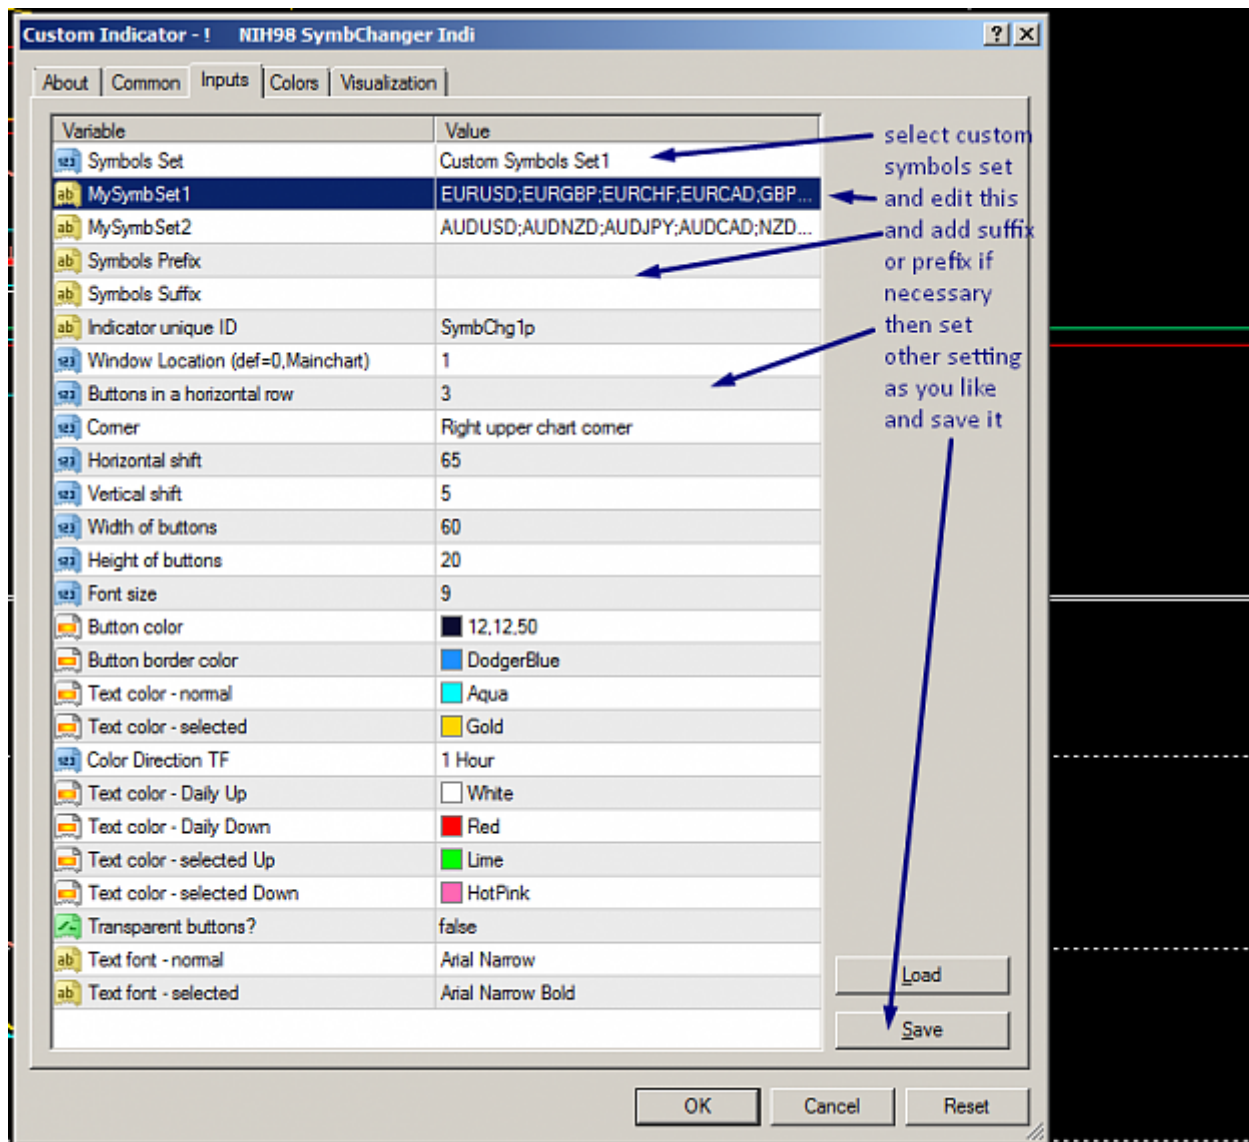 Custom Indicator - ! NIH98 SymbChanger Indi
About Common Inputs Colors Visualization
Variable Value
Symbols Set Custom Symbols Set1
MySymbSet1 EURUSD;EURGBP;EURCHF;EURCAD;GBP...
MySymbSet2 AUDUSD;AUDNZD;AUDJPY;AUDCAD;NZD...
Symbols Prefix
Symbols Suffix
Indicator unique ID SymbChg1p
Window Location (def=0,Mainchart) 1
Buttons in a horizontal row 3
Corner Right upper chart corner
Horizontal shift 65
Vertical shift 5
Width of buttons 60
Height of buttons 20
Font size 9
Button color 12,12,50
Button border color DodgerBlue
Text color - normal Aqua
Text color - selected Gold
Color Direction TF 1 Hour
Text color - Daily Up White
Text color - Daily Down Red
Text color - selected Up Lime
Text color - selected Down HotPink
Transparent buttons? false
Text font - normal Arial Narrow
Text font - selected Arial Narrow Bold
select custom
symbols set
and edit this
and add suffix
or prefix if
necessary
then set
other setting
as you like
and save it
Load
Save
OK Cancel Reset